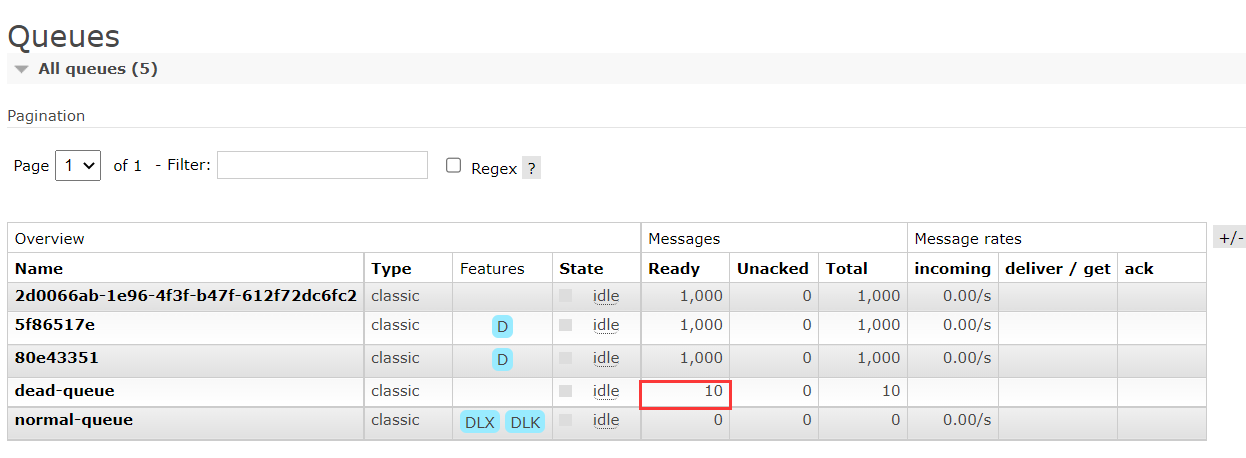 Queues
All queues (5)
Pagination
Page 1 of 1 - Filter: Regex ?
Overview Messages Message rates +/-
Name Type Features State Ready Unacked Total incoming deliver / get ack
2d0066ab-1e96-4f3f-b47f-612f72dc6fc2 classic idle 1,000 0 1,000 0.00/s
5f86517e classic D idle 1,000 0 1,000 0.00/s
80e43351 classic D idle 1,000 0 1,000 0.00/s
dead-queue classic idle 10 0 10
normal-queue classic DLX DLK idle 0 0 0 0.00/s